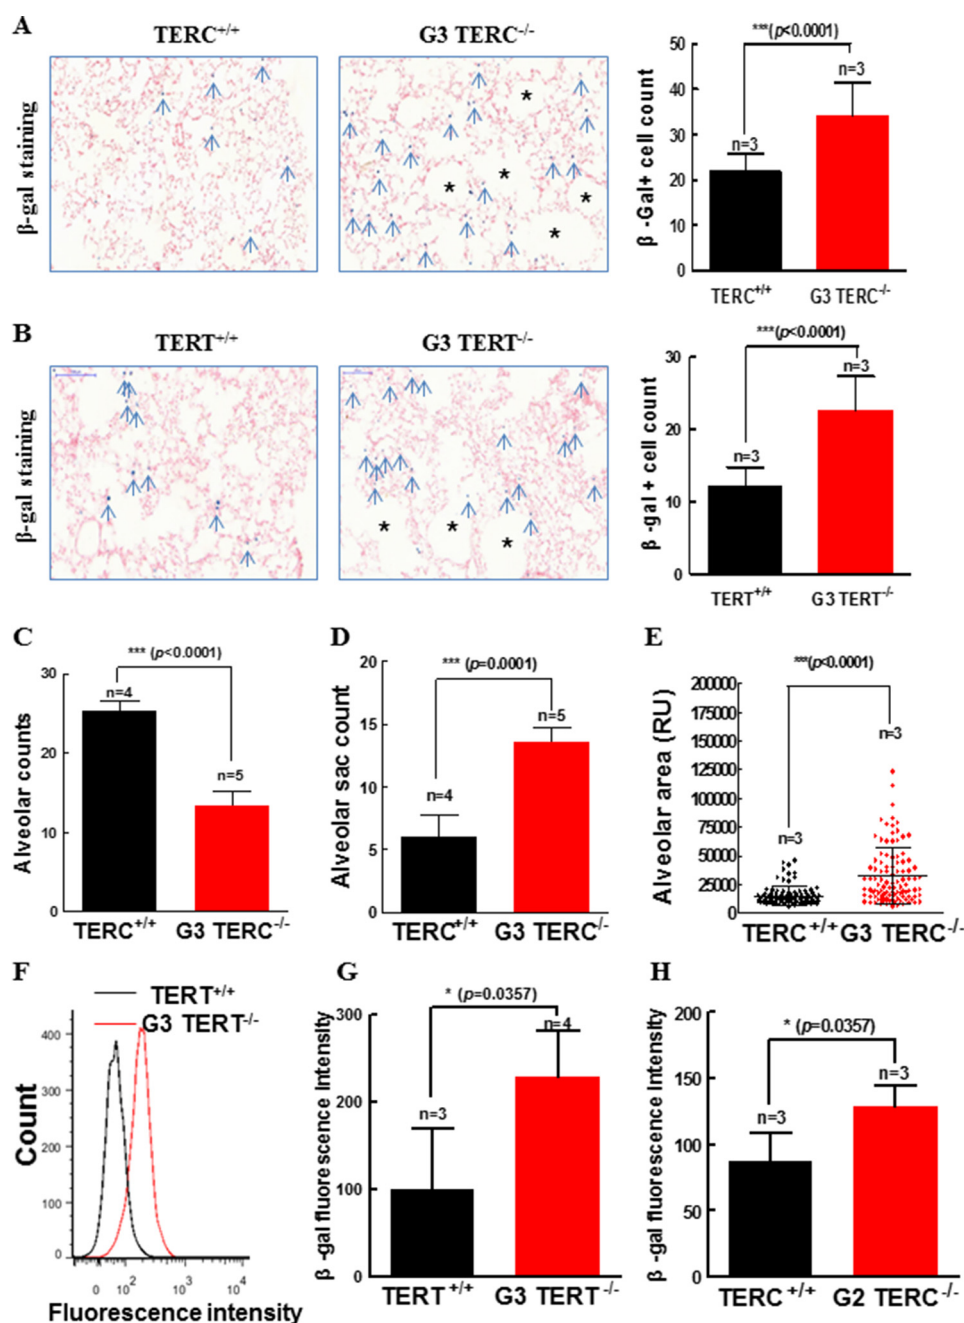 A
TERC+/+
G3 TERC-/-
β-gal staining
* * * * *
***(p<0.0001)
n=3
n=3
β -Gal+ cell count
50
40
30
20
10
0
TERC+/+
G3 TERC-/-
B
TERT+/+
G3 TERT-/-
β-gal staining
* * *
***(p<0.0001)
n=3
n=3
β -gal + cell count
30
20
10
0
TERT+/+
G3 TERT-/-
C
*** (p<0.0001)
n=4
n=5
Alveolar counts
30
20
10
0
TERC+/+
G3 TERC-/-
D
*** (p=0.0001)
n=4
n=5
Alveolar sac count
20
15
10
5
0
TERC+/+
G3 TERC/-
E
***(p<0.0001)
n=3
n=3
Alveolar area (RU)
200000
175000
150000
125000
100000
75000
50000
25000
0
TERC+/+
G3 TERC-/-
F
TERT+/+
G3 TERT-/-
Count
400
300
200
100
0
0
102
103
104
Fluorescence intensity
G
* (p=0.0357)
n=3
n=4
β -gal fluorescence Intensity
300
200
100
0
TERT +/+
G3 TERT -/-
H
* (p=0.0357)
n=3
n=3
β -gal fluorescence Intensity
200
150
100
50
0
TERC+/+
G2 TERC-/-